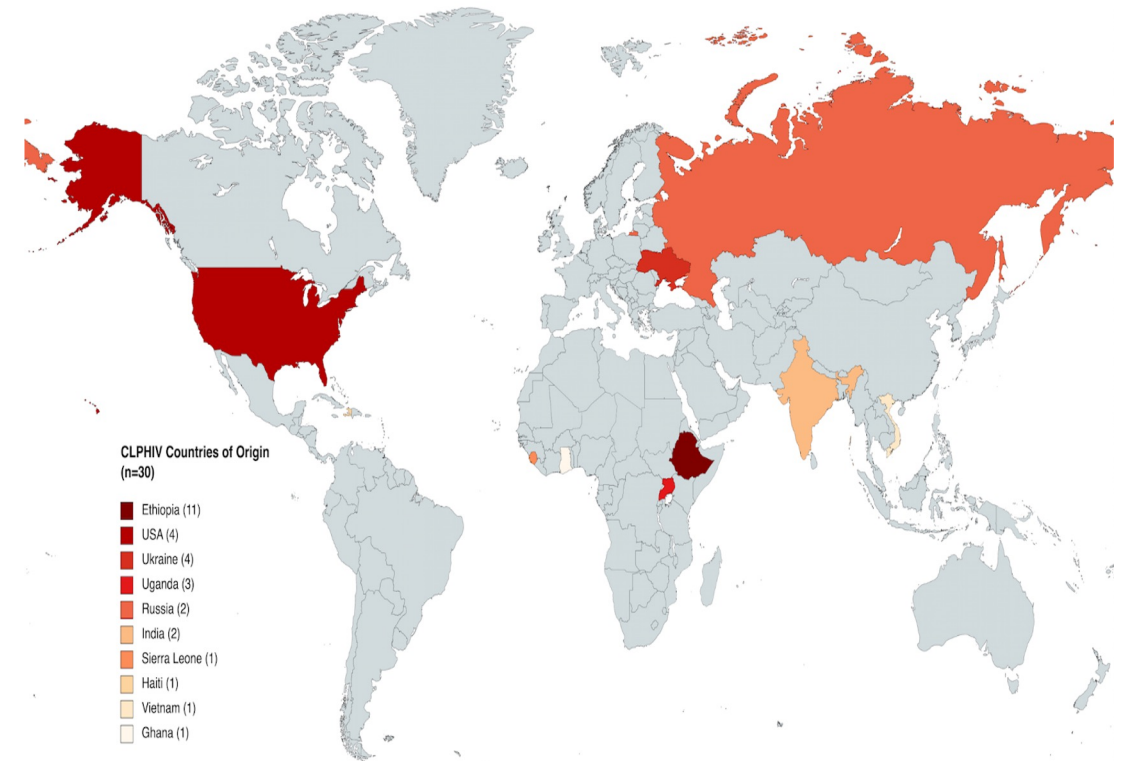 CLPHIV Countries of Origin
(n=30)
Ethiopia (11)
USA (4)
Ukraine (4)
Uganda (3)
Russia (2)
India (2)
Sierra Leone (1)
Haiti (1)
Vietnam (1)
Ghana (1)